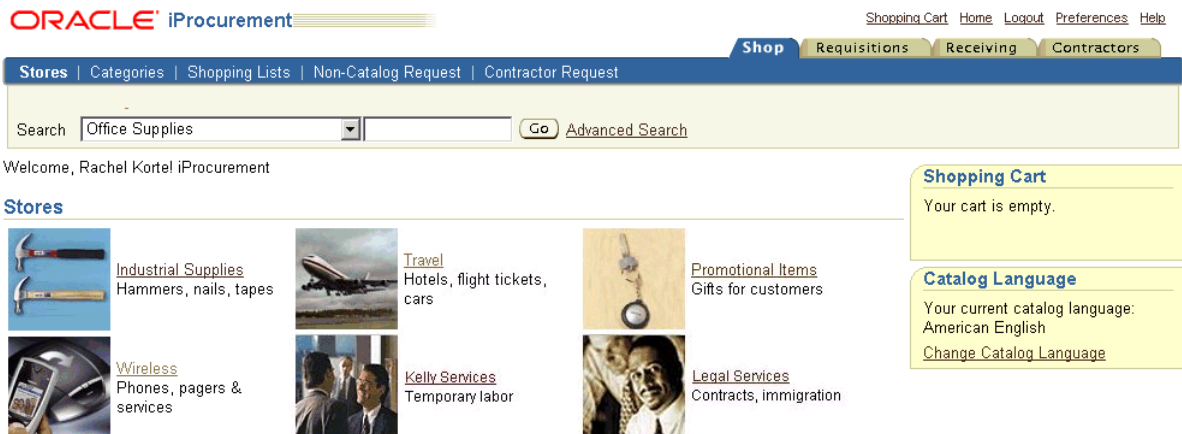 ORACLE® iProcurement
Shopping Cart Home Logout Preferences Help
Shop Requisitions Receiving Contractors
Stores | Categories | Shopping Lists | Non-Catalog Request | Contractor Request
Search Office Supplies Go Advanced Search
Welcome, Rachel Korte! iProcurement
Stores
Industrial Supplies
Hammers, nails, tapes
Travel
Hotels, flight tickets,
cars
Promotional Items
Gifts for customers
Wireless
Phones, pagers &
services
Kelly Services
Temporary labor
Legal Services
Contracts, immigration
Shopping Cart
Your cart is empty.
Catalog Language
Your current catalog language:
American English
Change Catalog Language